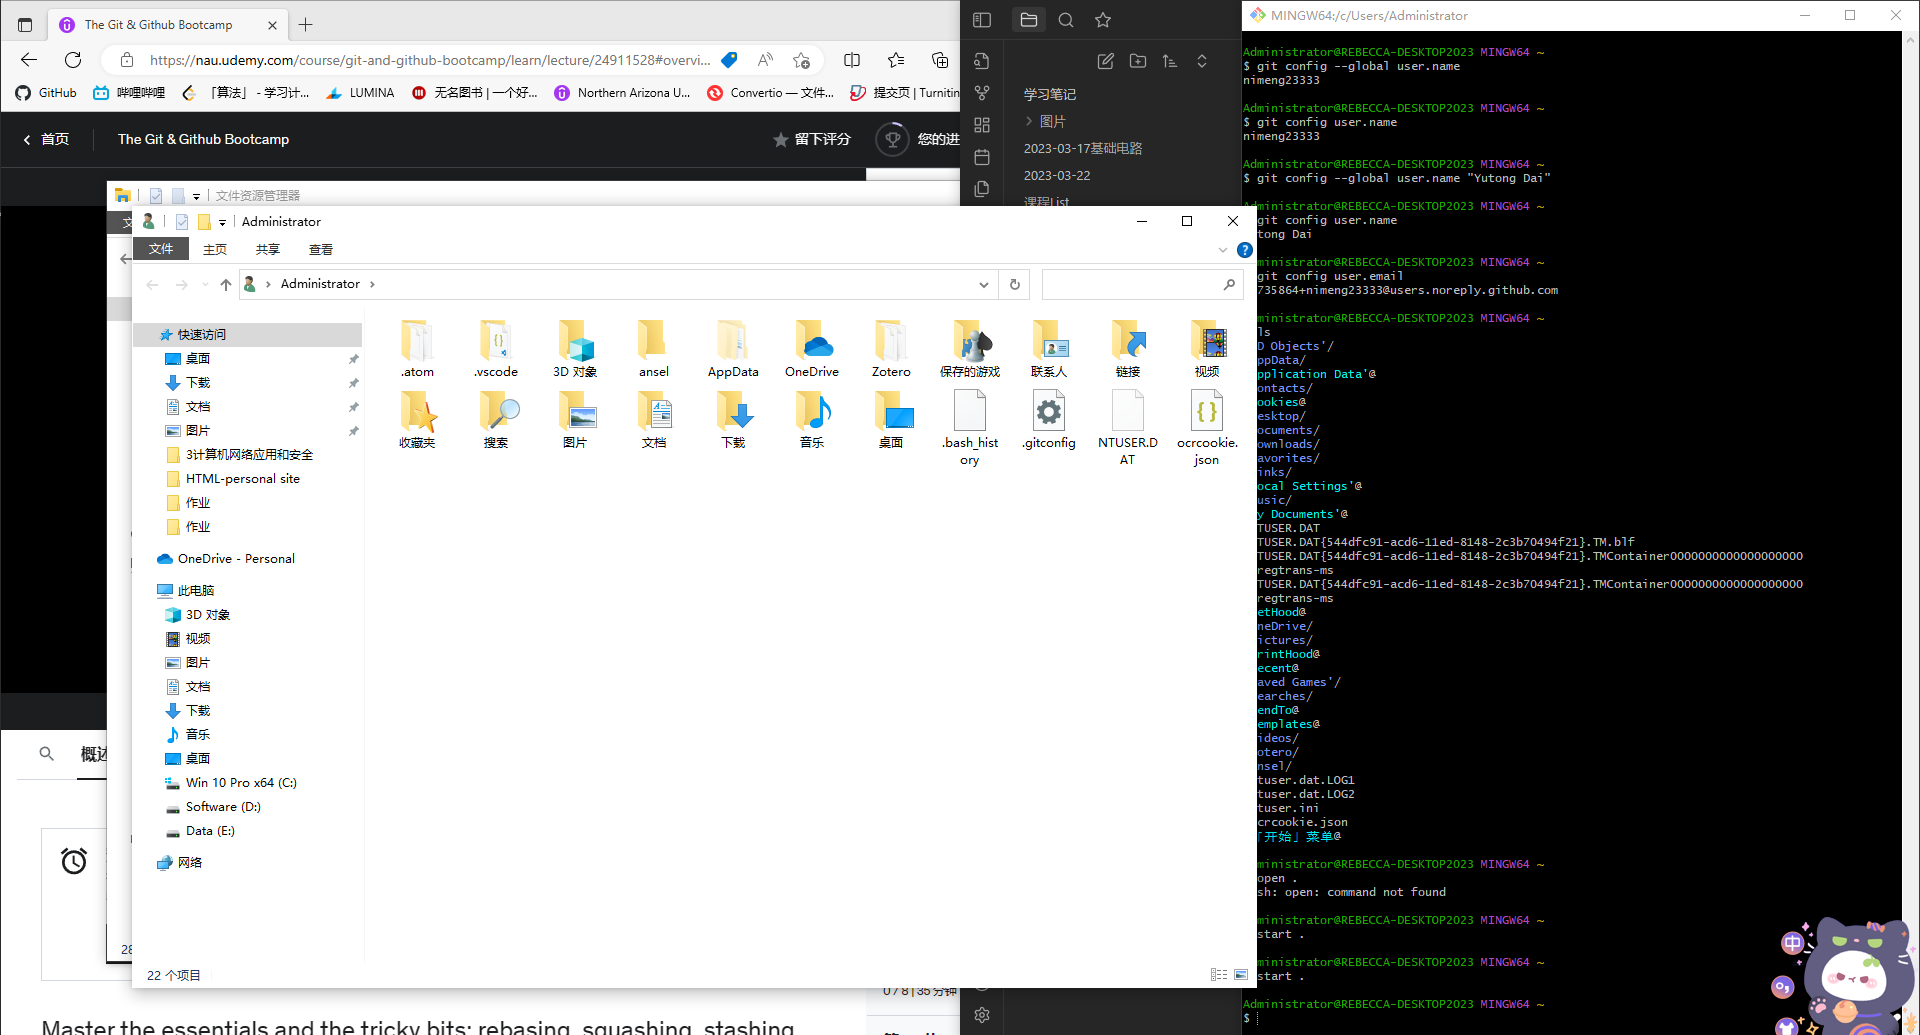 The Git & Github Bootcamp
https://nau.udemy.com/course/git-and-github-bootcamp/learn/lecture/24911528#overvi...
GitHub
哔哩哔哩
「算法」 - 学习计...
LUMINA
无名图书 | 一个好...
Northern Arizona U...
Convertio — 文件...
提交页 | Turnitin
首页
The Git & Github Bootcamp
留下评分
您的进
文件资源管理器
Administrator
文件
主页
共享
查看
Administrator
快速访问
桌面
下载
文档
图片
3计算机网络应用和安全
HTML-personal site
作业
作业
OneDrive - Personal
此电脑
3D 对象
视频
图片
文档
下载
音乐
桌面
Win 10 Pro x64 (C:)
Software (D:)
Data (E:)
网络
.atom
.vscode
3D 对象
ansel
AppData
OneDrive
Zotero
保存的游戏
联系人
链接
视频
收藏夹
搜索
图片
文档
下载
音乐
桌面
.bash_hist
ory
.gitconfig
NTUSER.D
AT
ocrcookie.
json
22 个项目
概述
28
0 / 8 | 35 分钟
Master the essentials and the tricky bits: rebasing, squashing, stashing,
学习笔记
图片
2023-03-17基础电路
2023-03-22
课程List
MINGW64:/c/Users/Administrator
Administrator@REBECCA-DESKTOP2023 MINGW64 ~
$ git config --global user.name
nimeng23333
Administrator@REBECCA-DESKTOP2023 MINGW64 ~
$ git config user.name
nimeng23333
Administrator@REBECCA-DESKTOP2023 MINGW64 ~
$ git config --global user.name "Yutong Dai"
Administrator@REBECCA-DESKTOP2023 MINGW64 ~
git config user.name
tong Dai
ministrator@REBECCA-DESKTOP2023 MINGW64 ~
git config user.email
735864+nimeng23333@users.noreply.github.com
ministrator@REBECCA-DESKTOP2023 MINGW64 ~
ls
D Objects'/
ppData/
pplication Data'@
ontacts/
ookies@
esktop/
ocuments/
ownloads/
avorites/
inks/
ocal Settings'@
usic/
y Documents'@
TUSER.DAT
TUSER.DAT{544dfc91-acd6-11ed-8148-2c3b70494f21}.TM.blf
TUSER.DAT{544dfc91-acd6-11ed-8148-2c3b70494f21}.TMContainer00000000000000000000
regtrans-ms
TUSER.DAT{544dfc91-acd6-11ed-8148-2c3b70494f21}.TMContainer00000000000000000000
regtrans-ms
etHood@
neDrive/
ictures/
rintHood@
ecent@
aved Games'/
earches/
endTo@
emplates@
ideos/
otero/
nsel/
tuser.dat.LOG1
tuser.dat.LOG2
tuser.ini
crcookie.json
「开始」菜单@
ministrator@REBECCA-DESKTOP2023 MINGW64 ~
open .
sh: open: command not found
ministrator@REBECCA-DESKTOP2023 MINGW64 ~
start .
ministrator@REBECCA-DESKTOP2023 MINGW64 ~
start .
Administrator@REBECCA-DESKTOP2023 MINGW64 ~
$
中